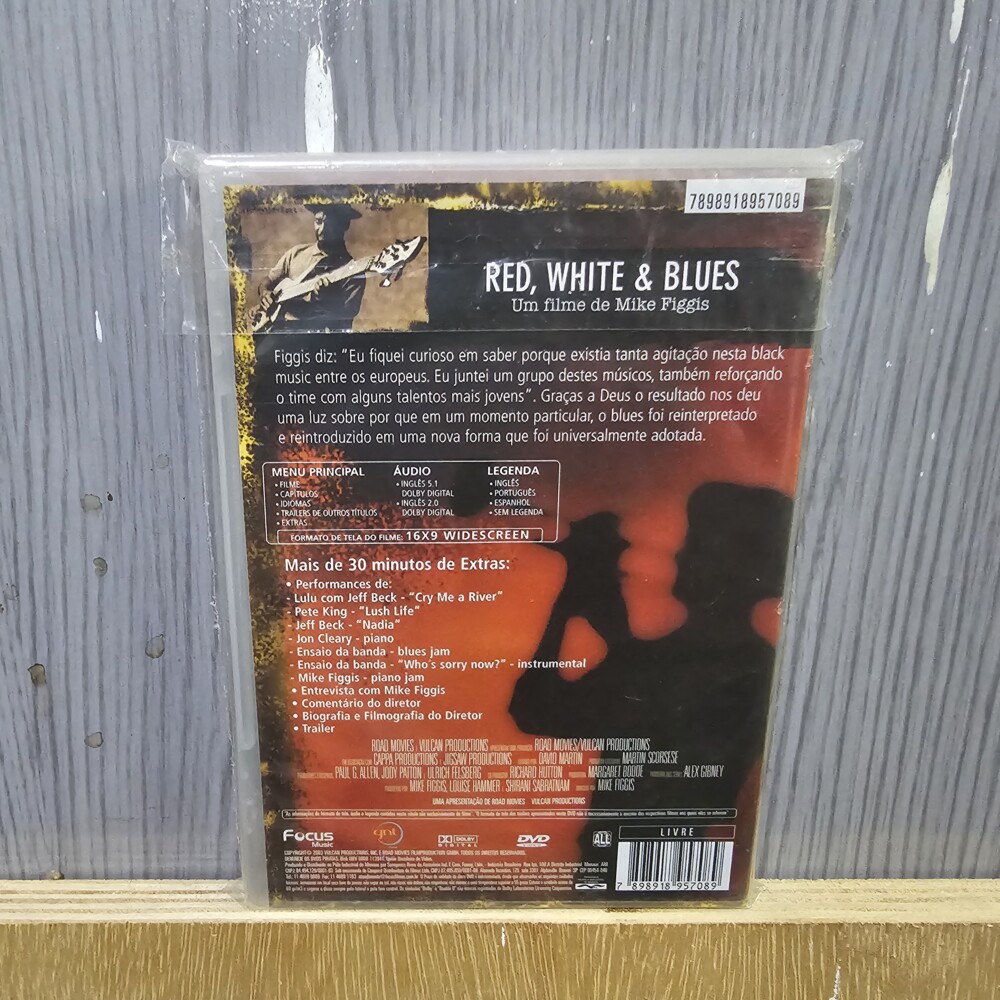 7898918957089
RED, WHITE & BLUES
Um filme de Mike Figgis
Figgis diz: “Eu fiquei curioso em saber porque existia tanta agitação nesta black
music entre os europeus. Eu juntei um grupo destes músicos, também reforçando
o time com alguns talentos mais jovens”. Graças a Deus o resultado nos deu
uma luz sobre por que em um momento particular, o blues foi reinterpretado
e reintroduzido em uma nova forma que foi universalmente adotada.
MENU PRINCIPAL
• FILME
• CAPÍTULOS
• IDIOMAS
• TRAILERS DE OUTROS TÍTULOS
• EXTRAS
ÁUDIO
• INGLÊS 5.1
DOLBY DIGITAL
• INGLÊS 2.0
DOLBY DIGITAL
LEGENDA
• INGLÊS
• PORTUGUÊS
• ESPANHOL
• SEM LEGENDA
FORMATO DE TELA DO FILME: 16X9 WIDESCREEN
Mais de 30 minutos de Extras:
• Performances de:
- Lulu com Jeff Beck - “Cry Me a River”
- Pete King - “Lush Life”
- Jeff Beck - “Nadia”
- Jon Cleary - piano
- Ensaio da banda - blues jam
- Ensaio da banda - “Who´s sorry now?” - instrumental
- Mike Figgis - piano jam
• Entrevista com Mike Figgis
• Comentário do diretor
• Biografia e Filmografia do Diretor
• Trailer
ROAD MOVIES / VULCAN PRODUCTIONS ROAD MOVIES/VULCAN PRODUCTIONS
CAPPA PRODUCTIONS / JIGSAW PRODUCTIONS DAVID MARTIN MARTIN SCORSESE
PAUL G. ALLEN, JODY PATTON, ULRICH FELSBERG RICHARD HUTTON MARGARET BODDE ALEX GIBNEY
MIKE FIGGIS, LOUISE HAMMER, SHIRANI SABRATNAM MIKE FIGGIS
UMA APRESENTAÇÃO DE ROAD MOVIES VULCAN PRODUCTIONS
Focus
Music
gnt
DOLBY
DIGITAL
DVD
VIDEO
ALL
LIVRE
7 898918 957089